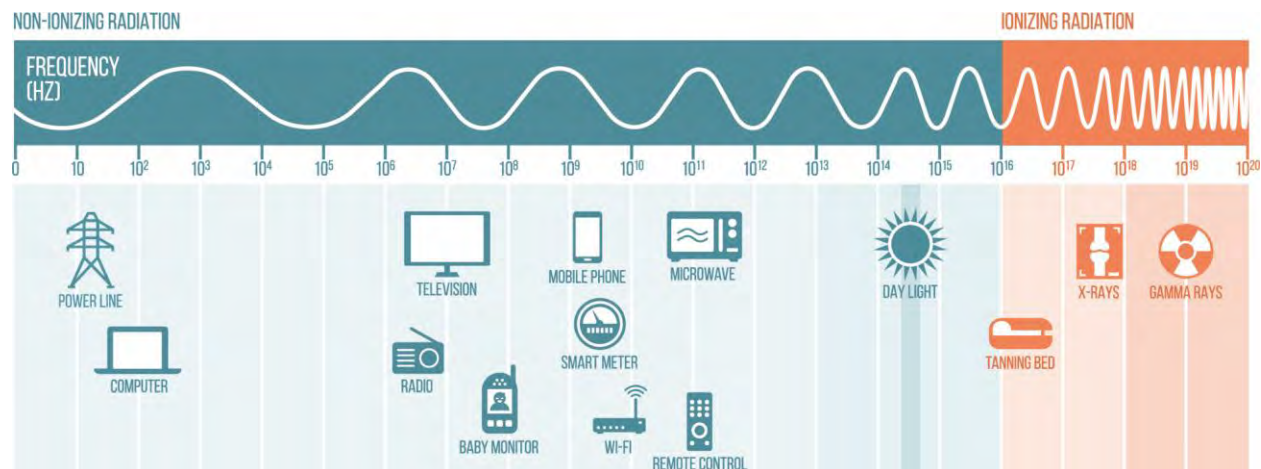 NON-IONIZING RADIATION
IONIZING RADIATION
FREQUENCY
(HZ)
0 10 10² 10³ 10⁴ 10⁵ 10⁶ 10⁷ 10⁸ 10⁹ 10¹⁰ 10¹¹ 10¹² 10¹³ 10¹⁴ 10¹⁵ 10¹⁶ 10¹⁷ 10¹⁸ 10¹⁹ 10²⁰
POWER LINE
TELEVISION
MOBILE PHONE
MICROWAVE
DAY LIGHT
X-RAYS
GAMMA RAYS
COMPUTER
RADIO
SMART METER
TANNING BED
BABY MONITOR
WI-FI
REMOTE CONTROL